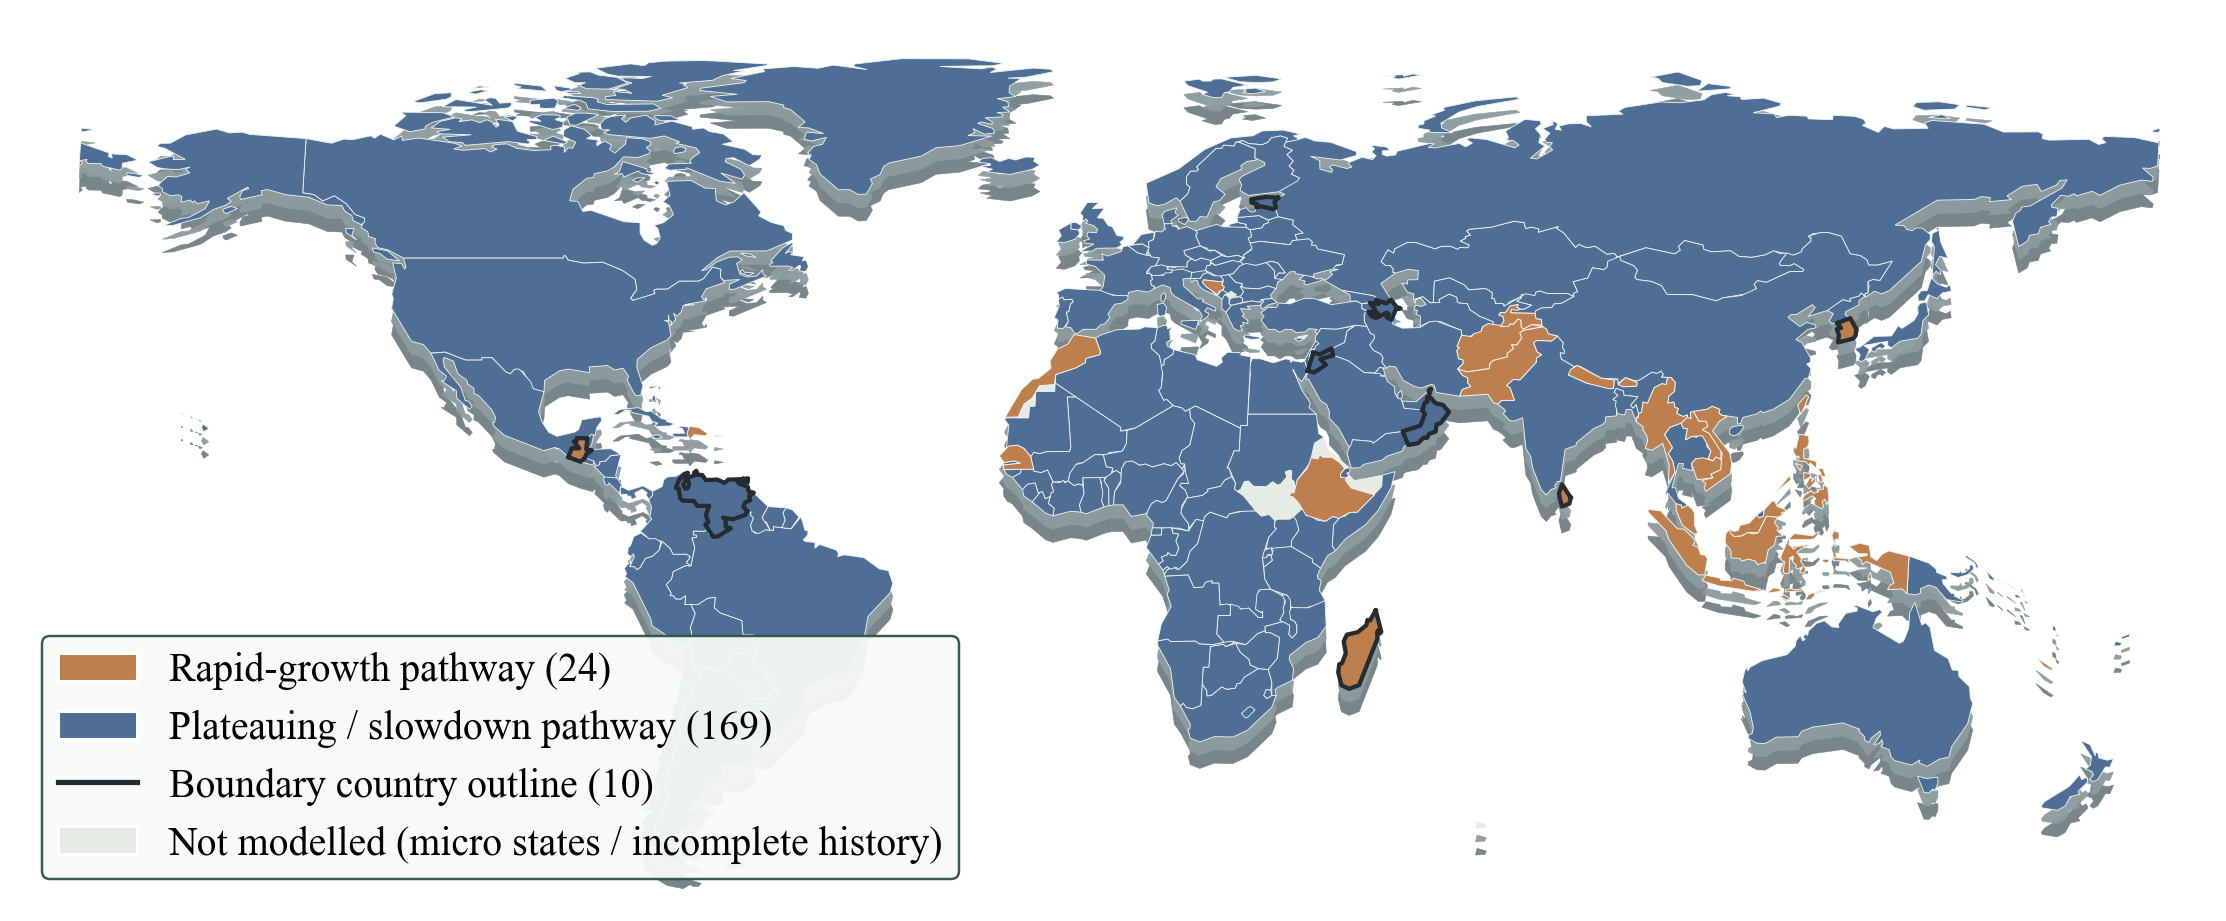 Rapid-growth pathway (24)
Plateauing / slowdown pathway (169)
Boundary country outline (10)
Not modelled (micro states / incomplete history)